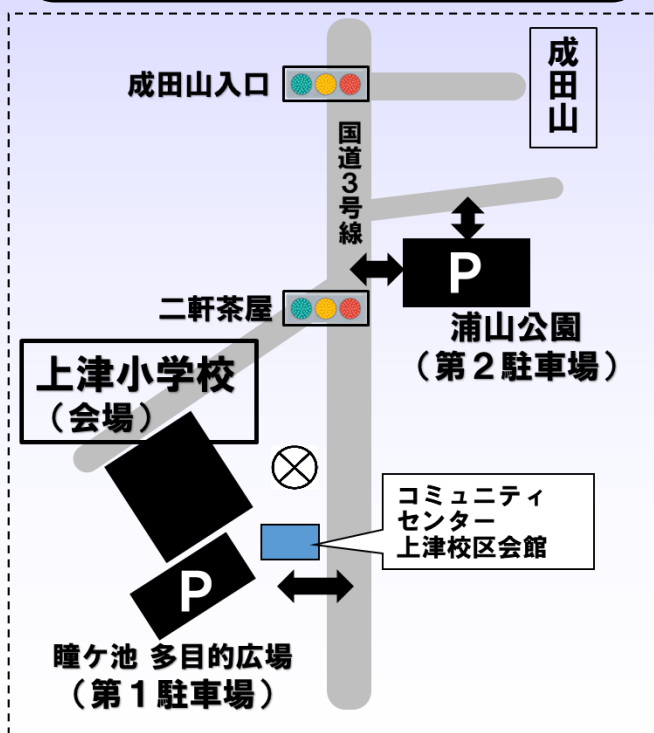 成田山入口
成田山
国道3号線
P
二軒茶屋
浦山公園
（第２駐車場）
上津小学校
（会場）
コミュニティ
センター
上津校区会館
P
瞳ケ池 多目的広場
（第１駐車場）